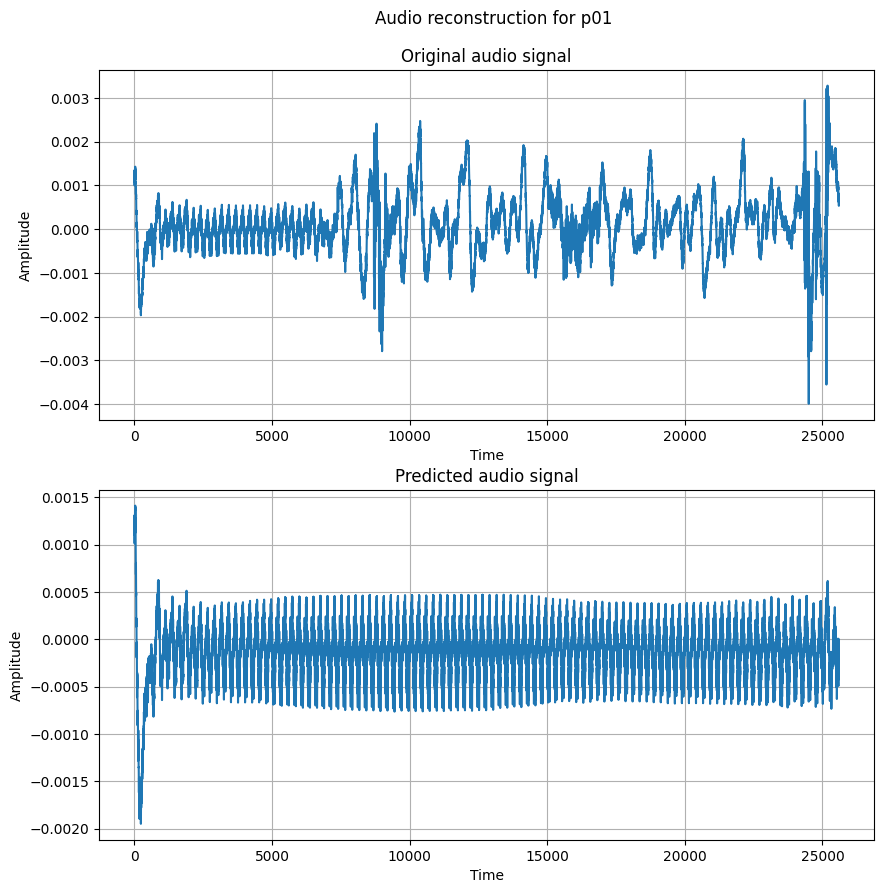 Audio reconstruction for p01
Original audio signal
0.003
0.002
0.001
0.000
−0.001
−0.002
−0.003
−0.004
Amplitude
0 5000 10000 15000 20000 25000
Time
Predicted audio signal
0.0015
0.0010
0.0005
0.0000
−0.0005
−0.0010
−0.0015
−0.0020
Amplitude
0 5000 10000 15000 20000 25000
Time